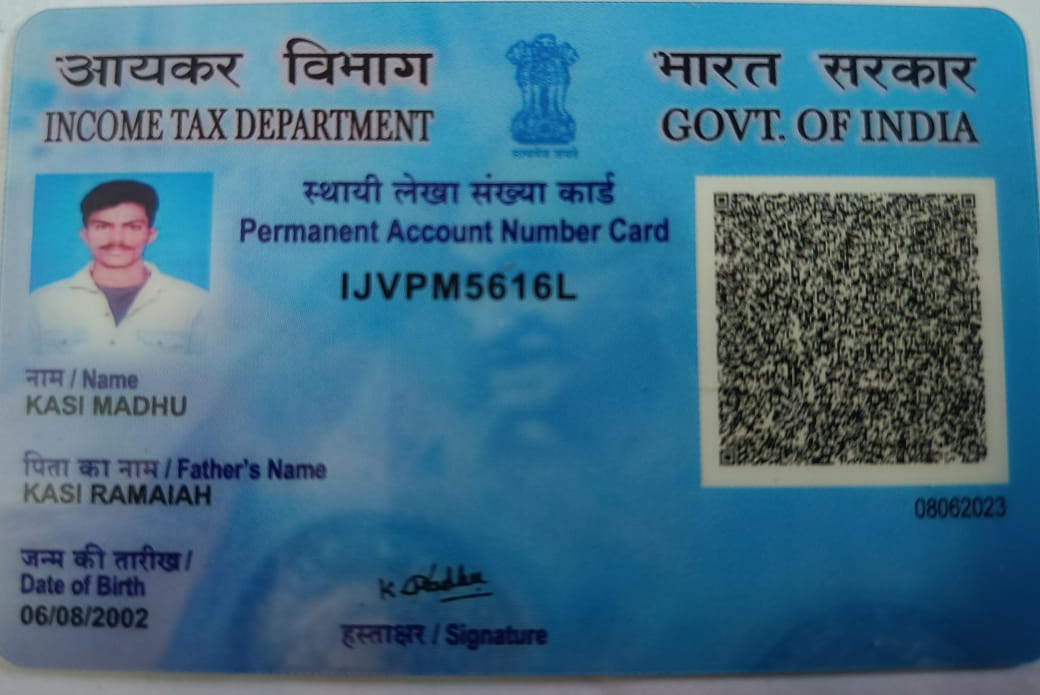 आयकर विभाग
INCOME TAX DEPARTMENT
भारत सरकार
GOVT. OF INDIA
सत्यमेव जयते
स्थायी लेखा संख्या कार्ड
Permanent Account Number Card
IJVPM5616L
नाम / Name
KASI MADHU
पिता का नाम / Father's Name
KASI RAMAIAH
08062023
जन्म की तारीख /
Date of Birth
06/08/2002
K. Madhu
हस्ताक्षर / Signature